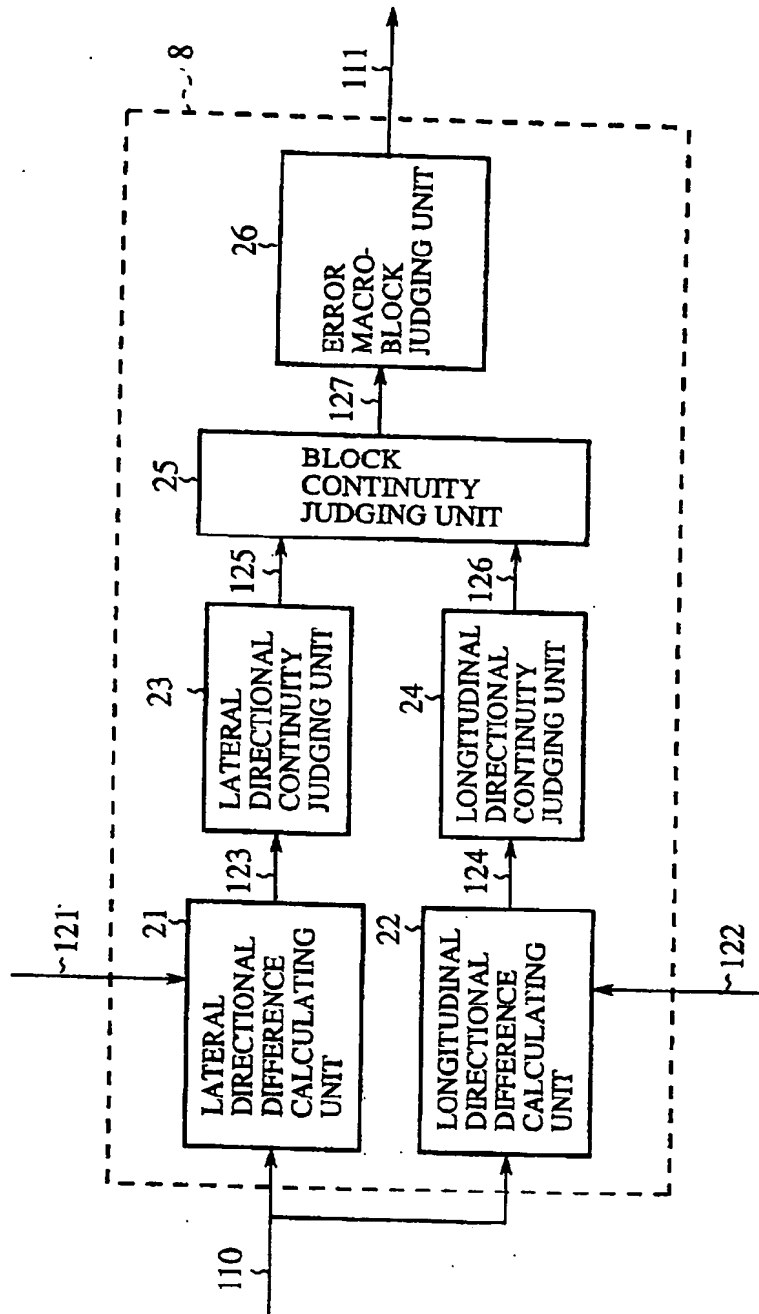 8
121
21
LATERAL
DIRECTIONAL
DIFFERENCE
CALCULATING
UNIT
110
123
23
LATERAL
DIRECTIONAL
CONTINUITY
JUDGING UNIT
125
22
LONGITUDINAL
DIRECTIONAL
DIFFERENCE
CALCULATING
UNIT
122
124
24
LONGITUDINAL
DIRECTIONAL
CONTINUITY
JUDGING UNIT
126
25
BLOCK
CONTINUITY
JUDGING UNIT
127
26
ERROR
MACRO-
BLOCK
JUDGING UNIT
111